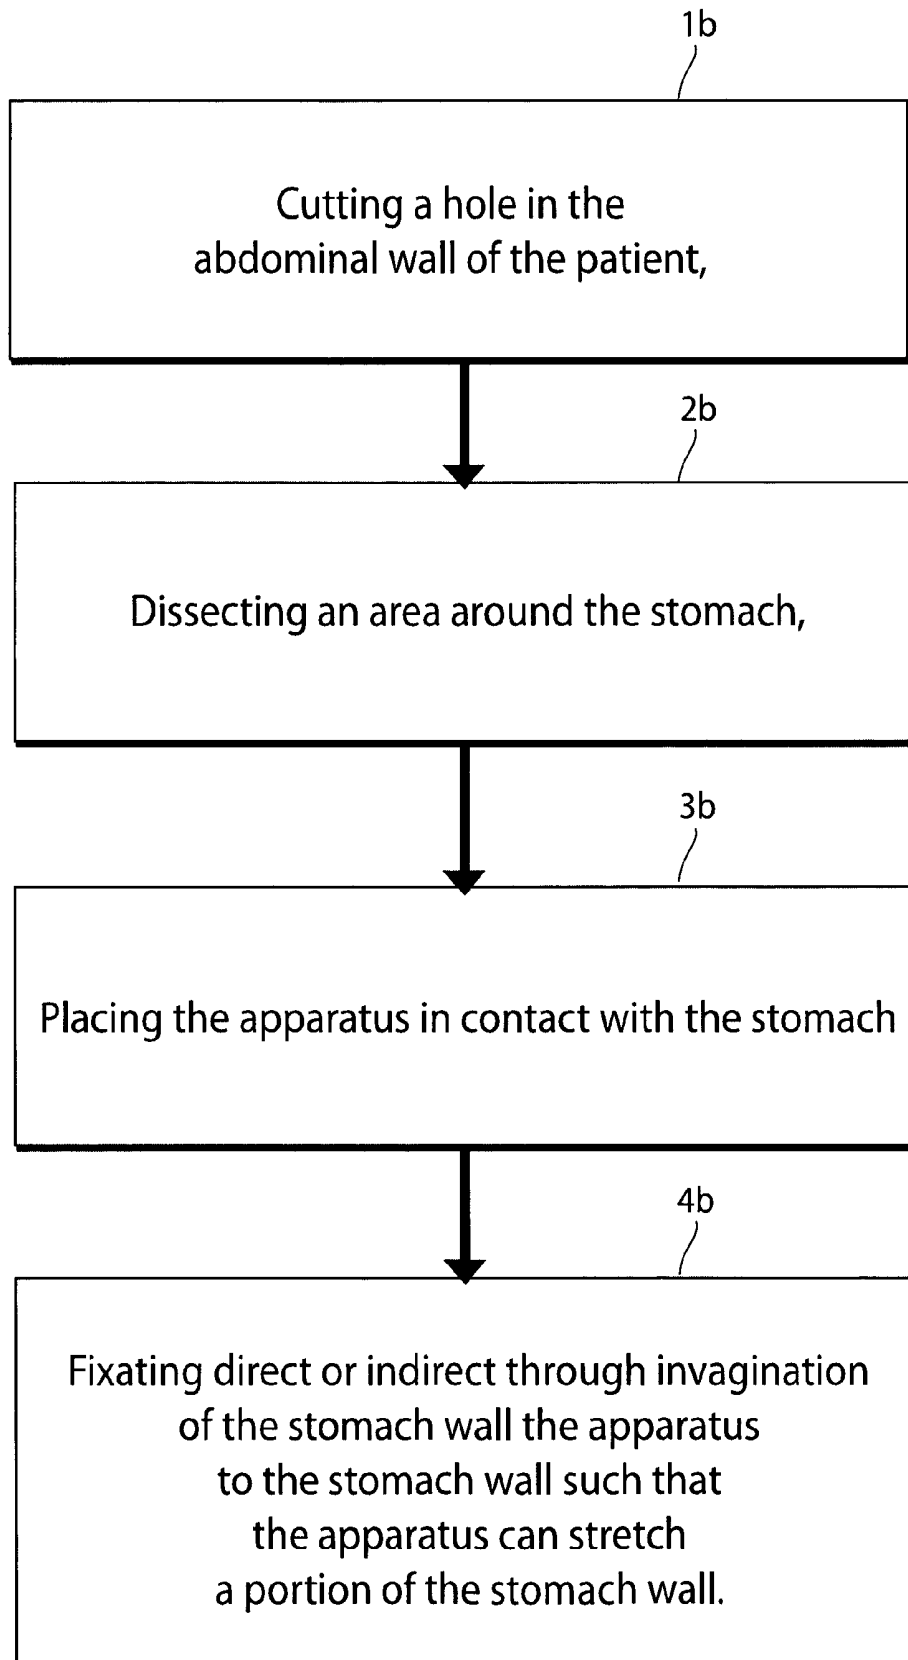 1b
Cutting a hole in the
abdominal wall of the patient,
2b
Dissecting an area around the stomach,
3b
Placing the apparatus in contact with the stomach
4b
Fixating direct or indirect through invagination
of the stomach wall the apparatus
to the stomach wall such that
the apparatus can stretch
a portion of the stomach wall.